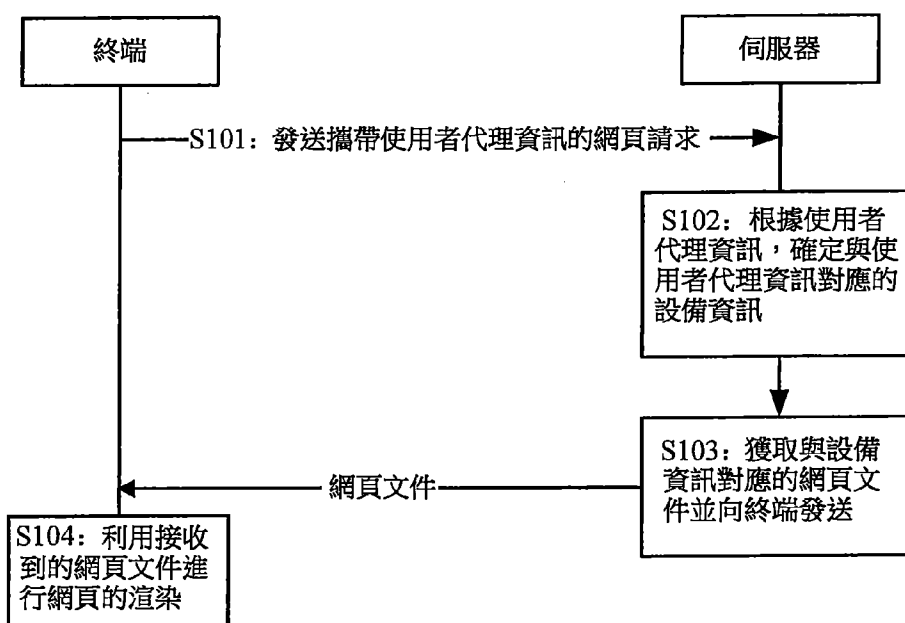 終端
伺服器
S101：發送攜帶使用者代理資訊的網頁請求
S102：根據使用者
代理資訊，確定與使
用者代理資訊對應的
設備資訊
S103：獲取與設備
資訊對應的網頁文
件並向終端發送
網頁文件
S104：利用接收
到的網頁文件進
行網頁的渲染